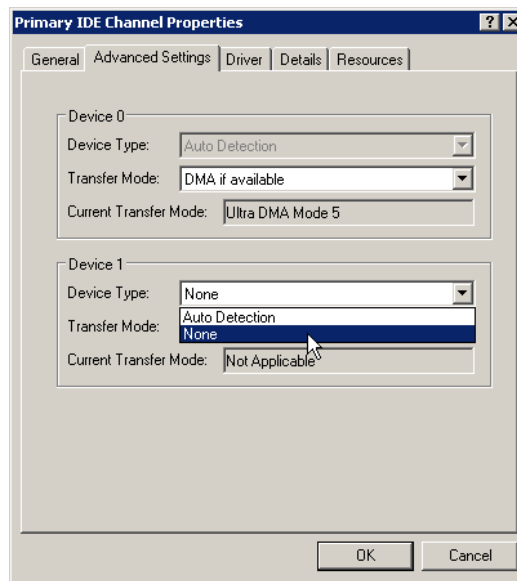 Primary IDE Channel Properties
General Advanced Settings Driver Details Resources
Device 0
Device Type: Auto Detection
Transfer Mode: DMA if available
Current Transfer Mode: Ultra DMA Mode 5
Device 1
Device Type: None
Auto Detection
Transfer Mode:
None
Current Transfer Mode: Not Applicable
OK Cancel